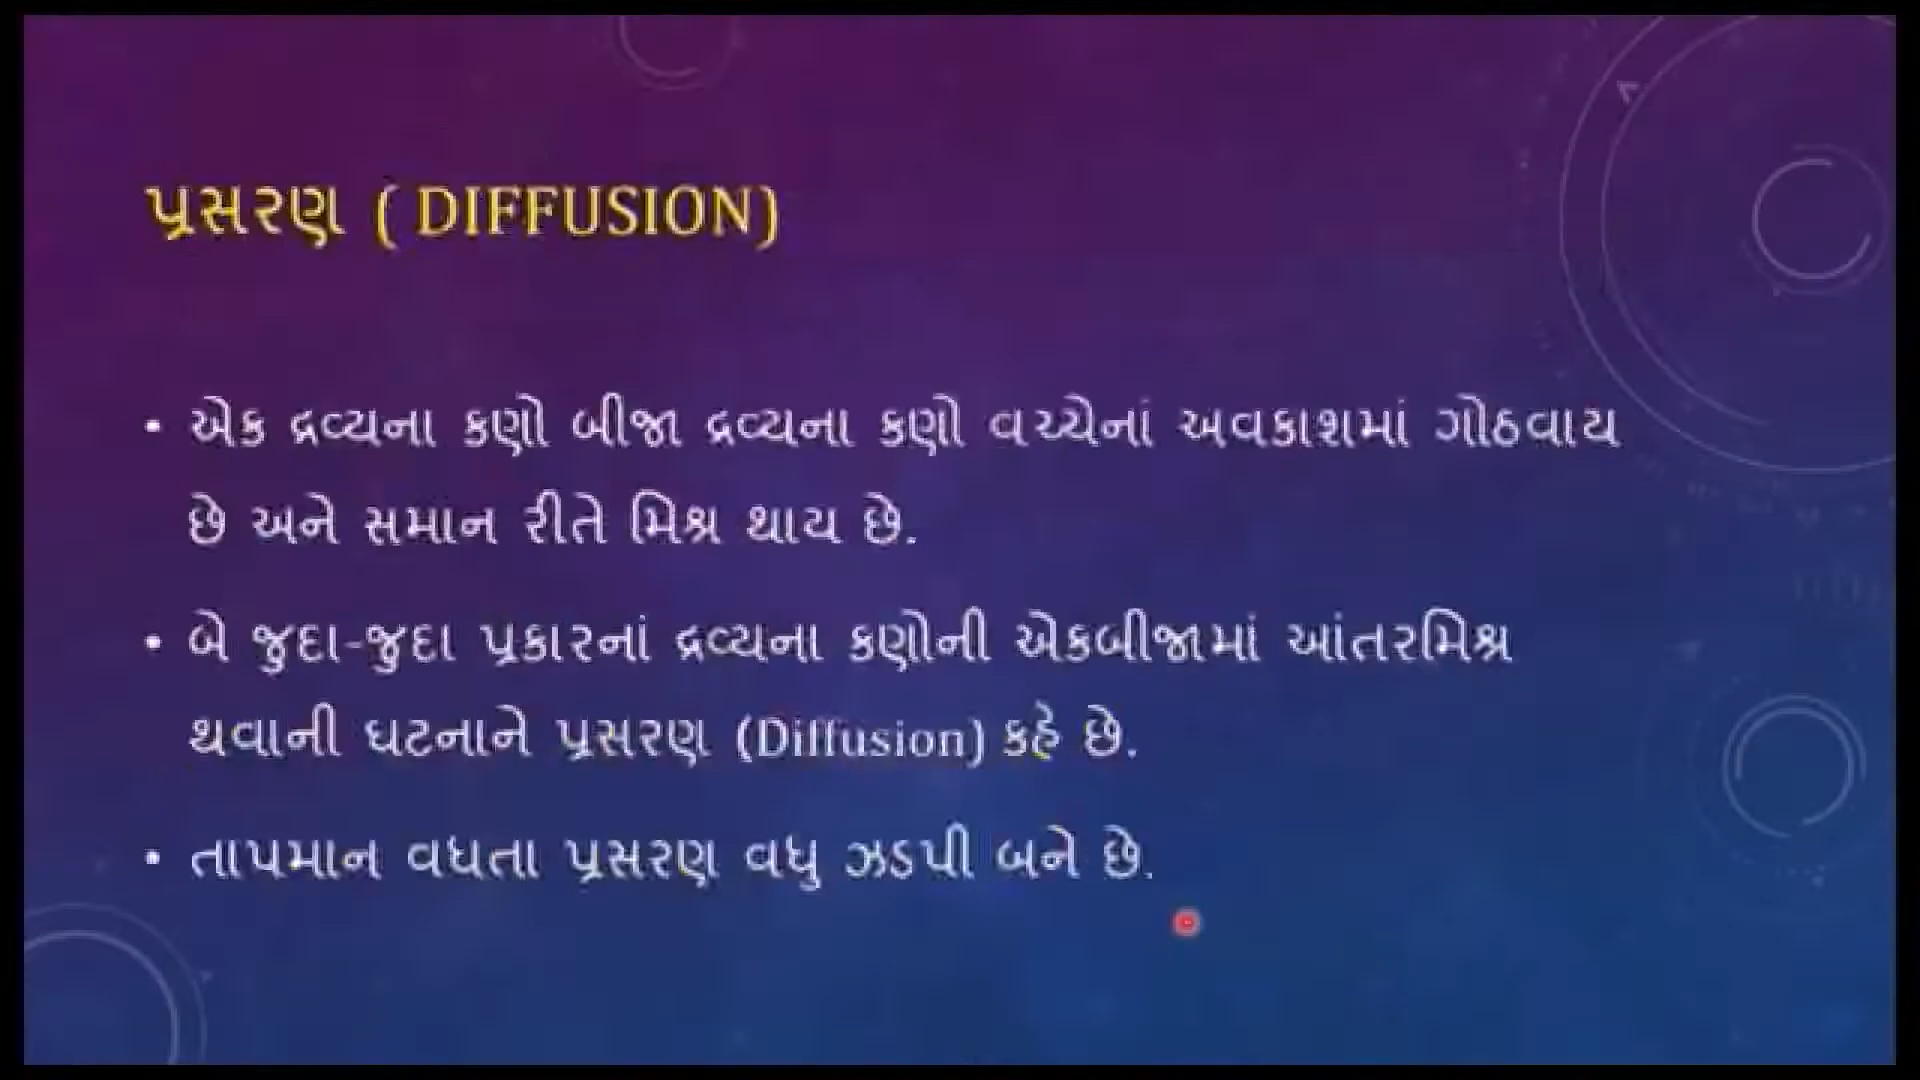 પ્રસરણ ( DIFFUSION)
• એક દ્રવ્યના કણો બીજા દ્રવ્યના કણો વચ્ચેનાં અવકાશમાં ગોઠવાય
છે અને સમાન રીતે મિશ્ર થાય છે.
• બે જુદા-જુદા પ્રકારનાં દ્રવ્યના કણોની એકબીજામાં આંતરમિશ્ર
થવાની ઘટનાને પ્રસરણ (Diffusion) કહે છે.
• તાપમાન વધતા પ્રસરણ વધુ ઝડપી બને છે.